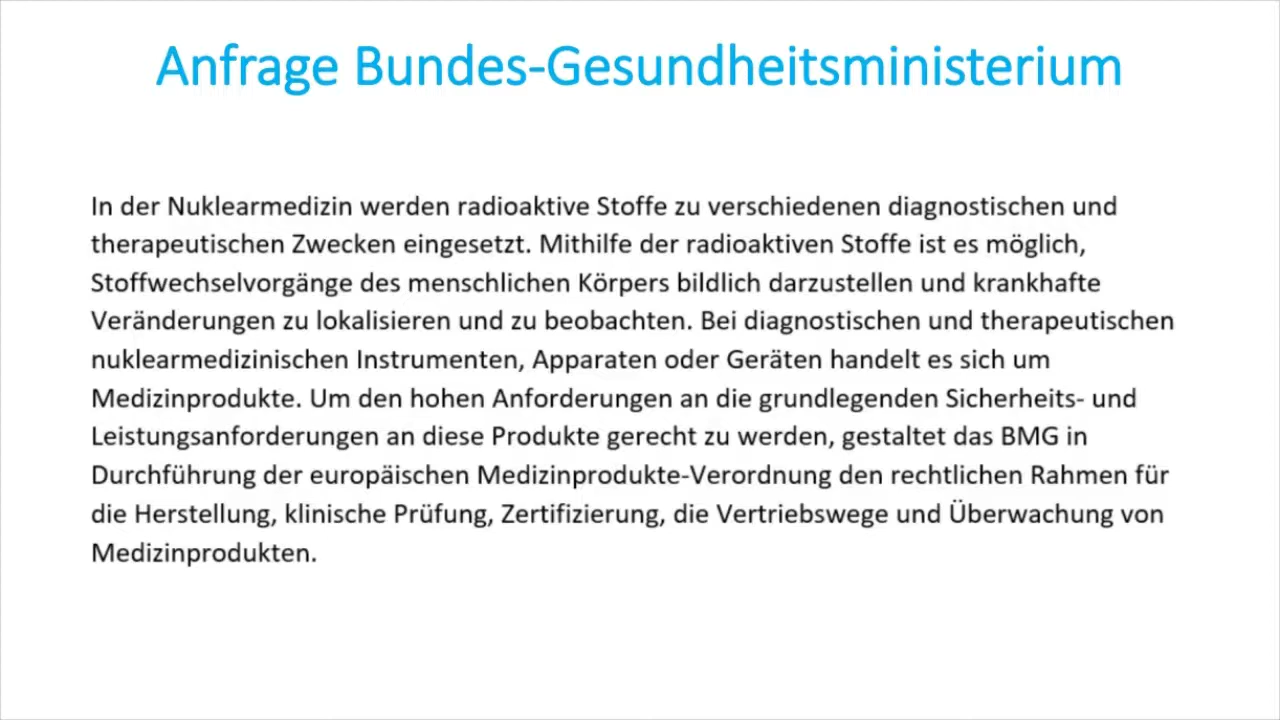 Anfrage Bundes-Gesundheitsministerium
In der Nuklearmedizin werden radioaktive Stoffe zu verschiedenen diagnostischen und
therapeutischen Zwecken eingesetzt. Mithilfe der radioaktiven Stoffe ist es möglich,
Stoffwechselvorgänge des menschlichen Körpers bildlich darzustellen und krankhafte
Veränderungen zu lokalisieren und zu beobachten. Bei diagnostischen und therapeutischen
nuklearmedizinischen Instrumenten, Apparaten oder Geräten handelt es sich um
Medizinprodukte. Um den hohen Anforderungen an die grundlegenden Sicherheits- und
Leistungsanforderungen an diese Produkte gerecht zu werden, gestaltet das BMG in
Durchführung der europäischen Medizinprodukte-Verordnung den rechtlichen Rahmen für
die Herstellung, klinische Prüfung, Zertifizierung, die Vertriebswege und Überwachung von
Medizinprodukten.